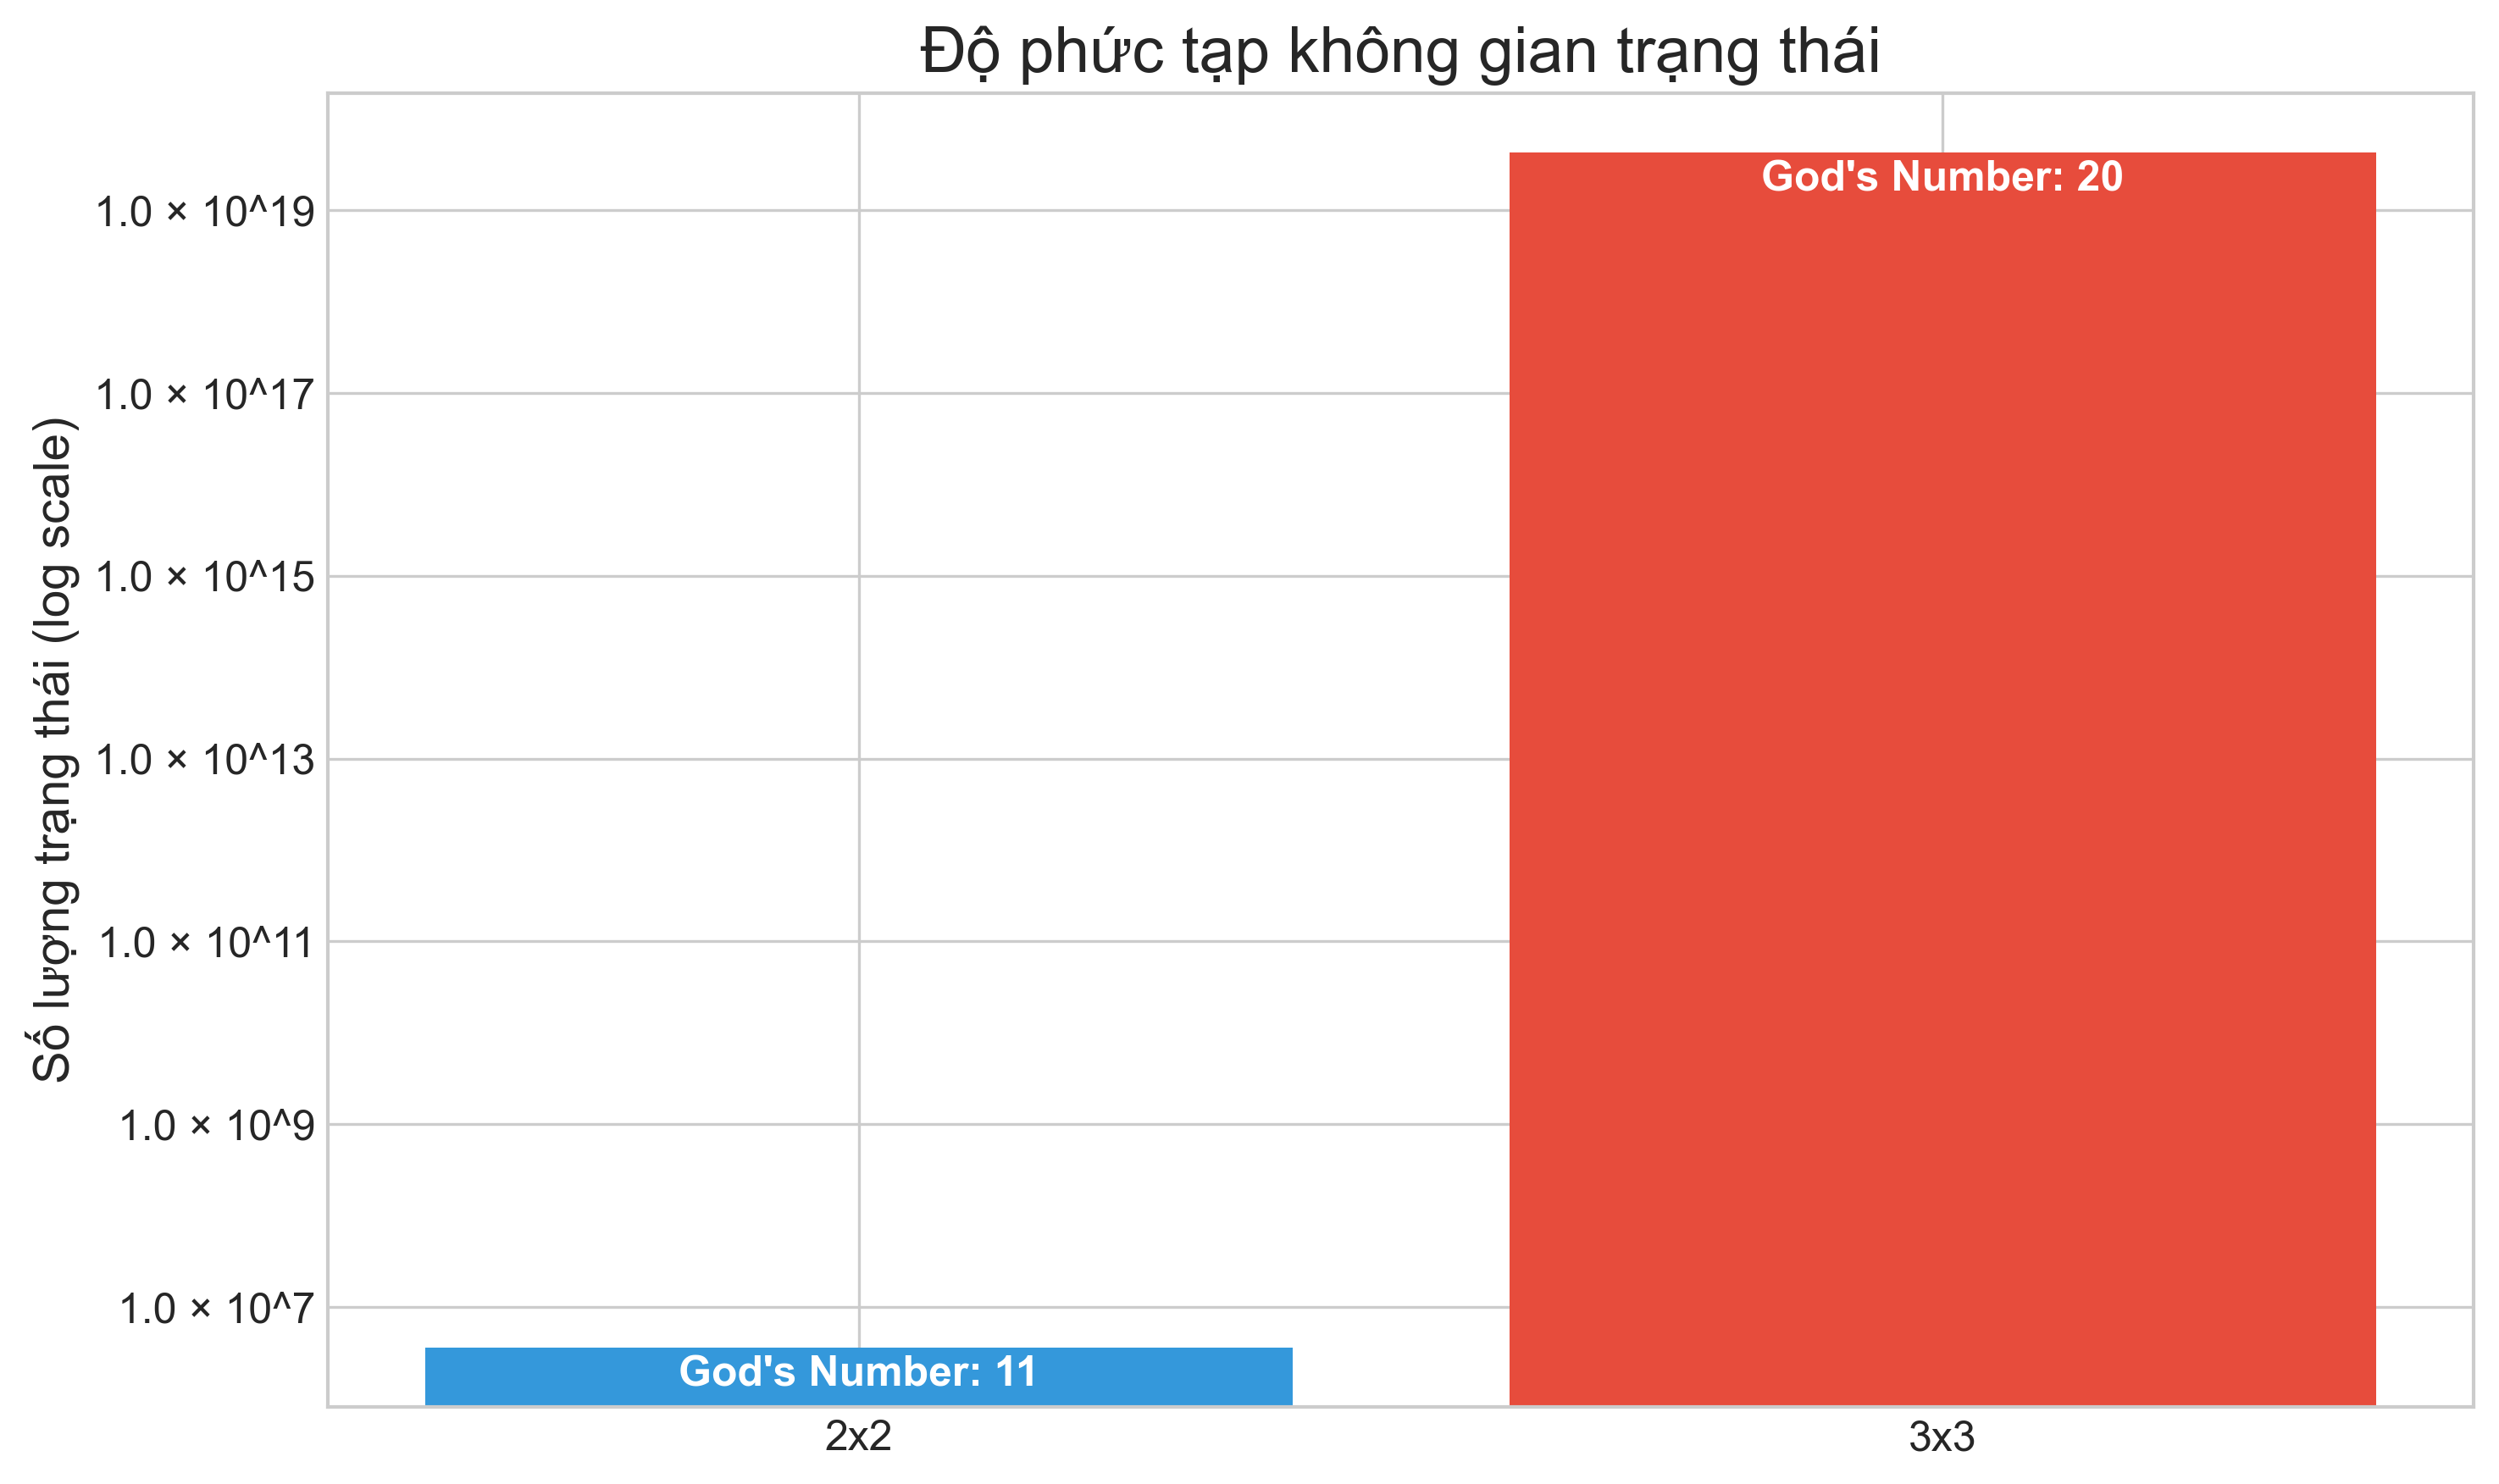 Độ phức tạp không gian trạng thái
Số lượng trạng thái (log scale)
1.0 × 10^19
1.0 × 10^17
1.0 × 10^15
1.0 × 10^13
1.0 × 10^11
1.0 × 10^9
1.0 × 10^7
God's Number: 20
God's Number: 11
2x2
3x3